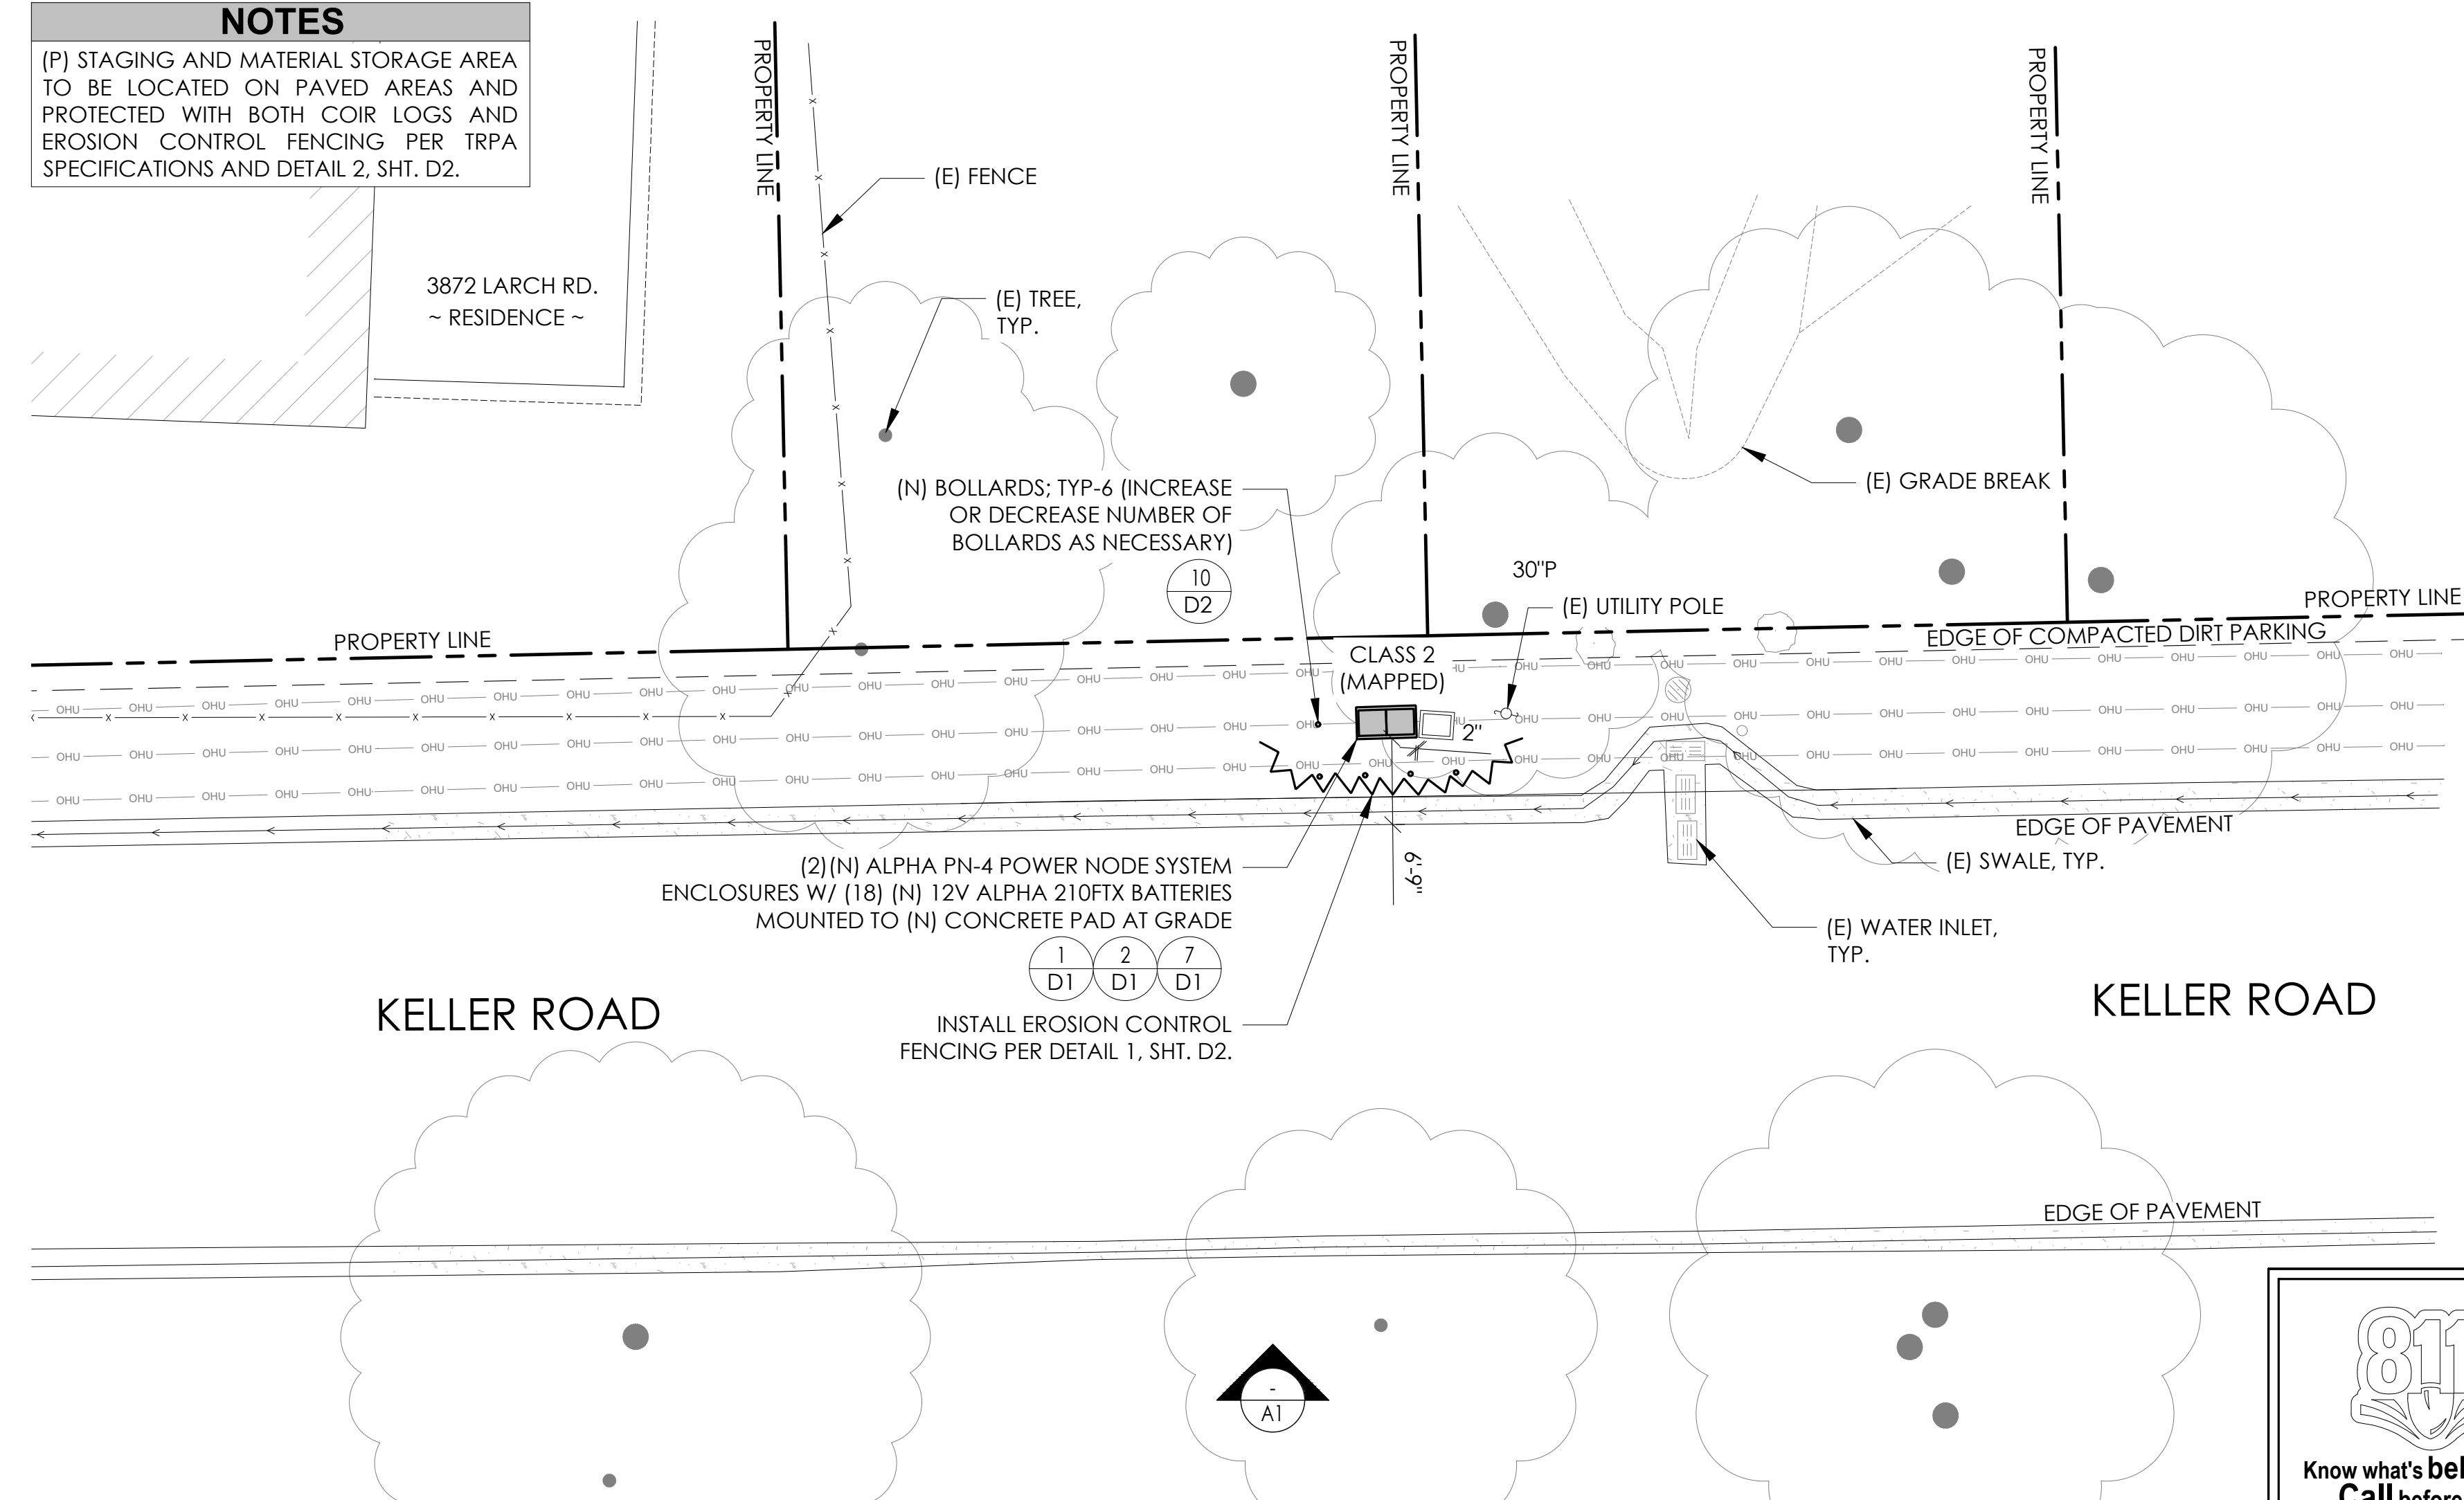 NOTES
(P) STAGING AND MATERIAL STORAGE AREA
TO BE LOCATED ON PAVED AREAS AND
PROTECTED WITH BOTH COIR LOGS AND
EROSION CONTROL FENCING PER TRPA
SPECIFICATIONS AND DETAIL 2, SHT. D2.
PROPERTY LINE
PROPERTY LINE
PROPERTY LINE
(E) FENCE
3872 LARCH RD.
~ RESIDENCE ~
(E) TREE,
TYP.
(E) GRADE BREAK
(N) BOLLARDS; TYP-6 (INCREASE
OR DECREASE NUMBER OF
BOLLARDS AS NECESSARY)
10
D2
30"P
(E) UTILITY POLE
PROPERTY LINE
PROPERTY LINE
EDGE OF COMPACTED DIRT PARKING
CLASS 2
(MAPPED)
OHU
2"
6'-9"
EDGE OF PAVEMENT
(E) SWALE, TYP.
(2)(N) ALPHA PN-4 POWER NODE SYSTEM
ENCLOSURES W/ (18) (N) 12V ALPHA 210FTX BATTERIES
MOUNTED TO (N) CONCRETE PAD AT GRADE
1 2 7
D1 D1 D1
(E) WATER INLET,
TYP.
KELLER ROAD
KELLER ROAD
INSTALL EROSION CONTROL
FENCING PER DETAIL 1, SHT. D2.
EDGE OF PAVEMENT
-
A1
811
Know what's
Call before